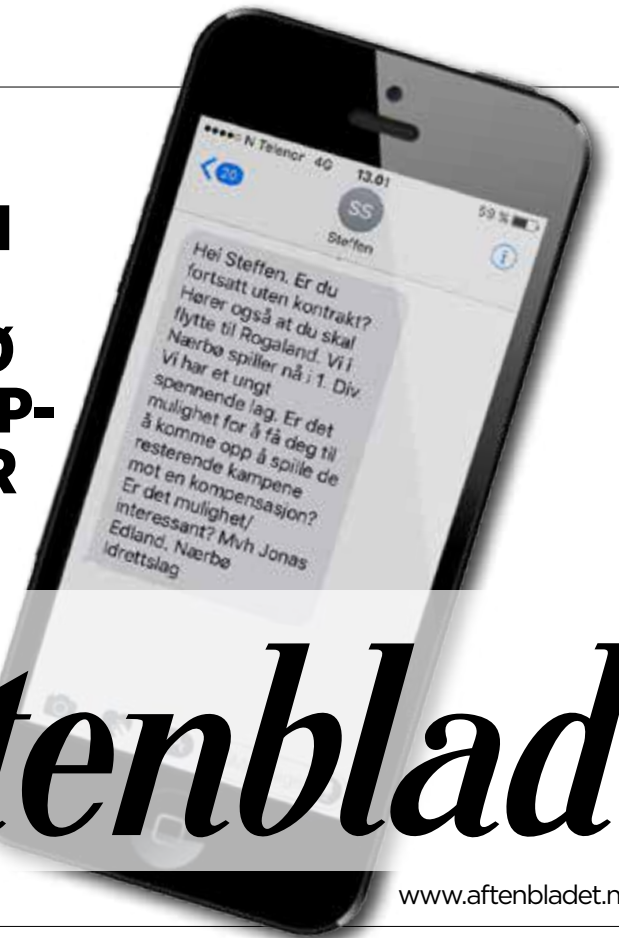 N Telenor 4G 13.01 59 %
20
SS
Steffen
i
Hei Steffen. Er du
fortsatt uten kontrakt?
Hører også at du skal
flytte til Rogaland. Vi i
Nærbø spiller nå i 1. Div
Vi har et ungt
spennende lag. Er det
mulighet for å få deg til
å komme opp å spille de
resterende kampene
mot en kompensasjon?
Er det mulighet/
interessant? Mvh Jonas
Edland, Nærbø
Idrettslag
Ø
P-
R
tenblad
www.aftenbladet.n